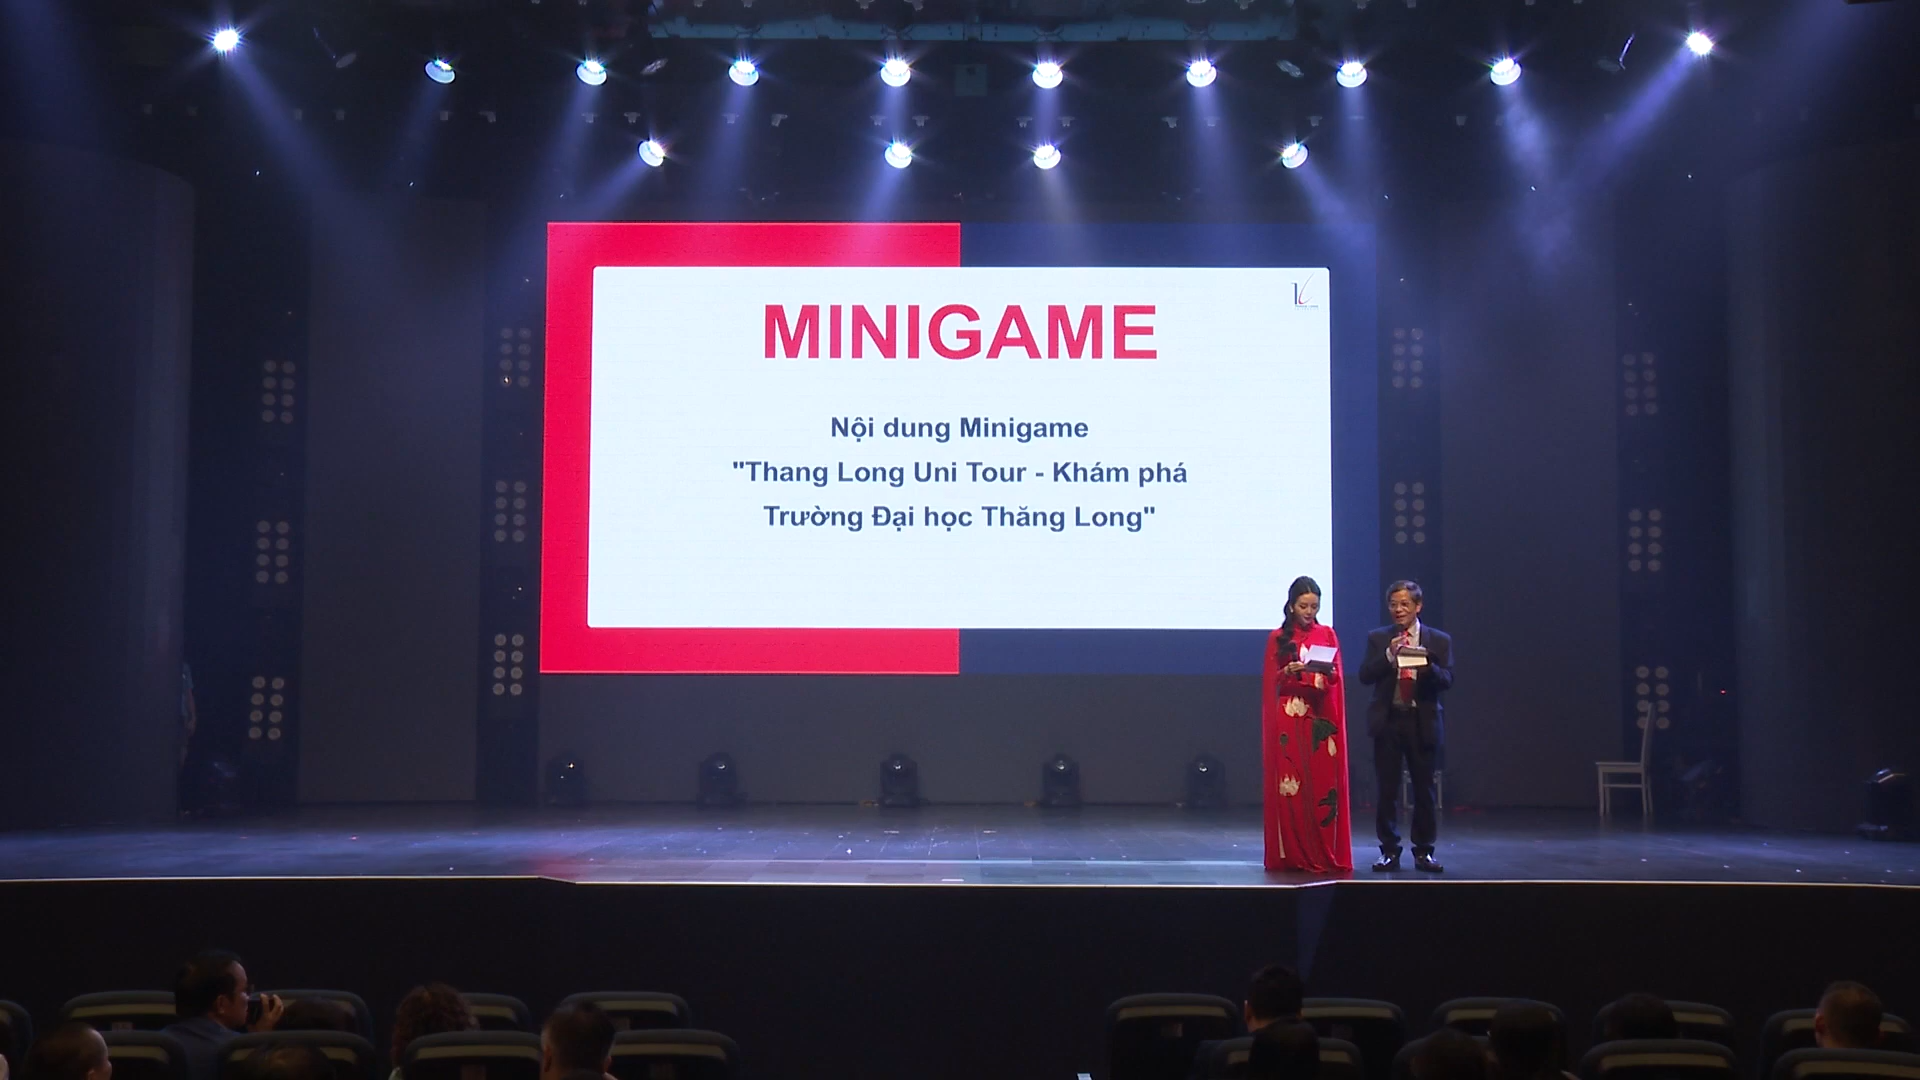 MINIGAME
Nội dung Minigame
"Thang Long Uni Tour - Khám phá
Trường Đại học Thăng Long"